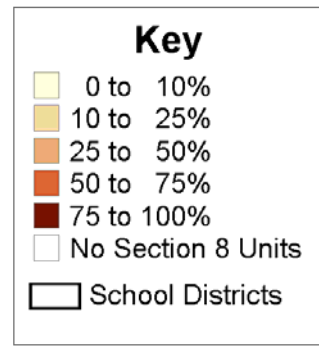 Key
0 to 10%
10 to 25%
25 to 50%
50 to 75%
75 to 100%
No Section 8 Units
School Districts